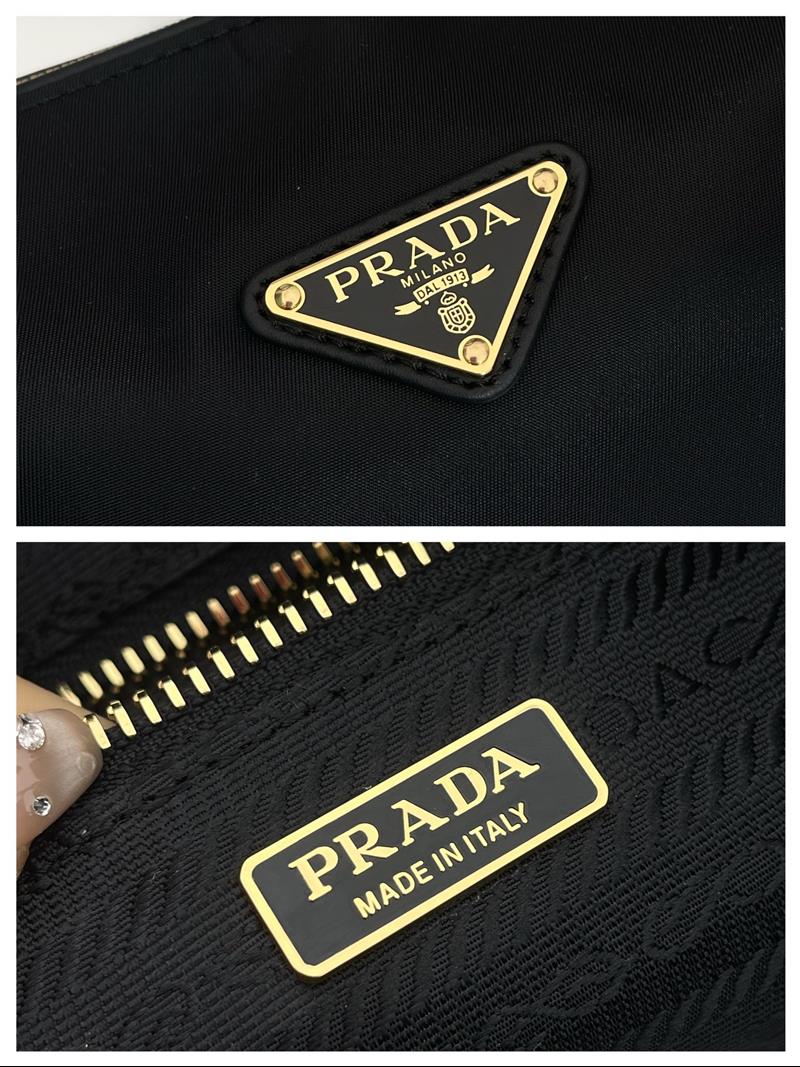 PRADA
MILANO
DAL 1913
PRADA
MADE IN ITALY